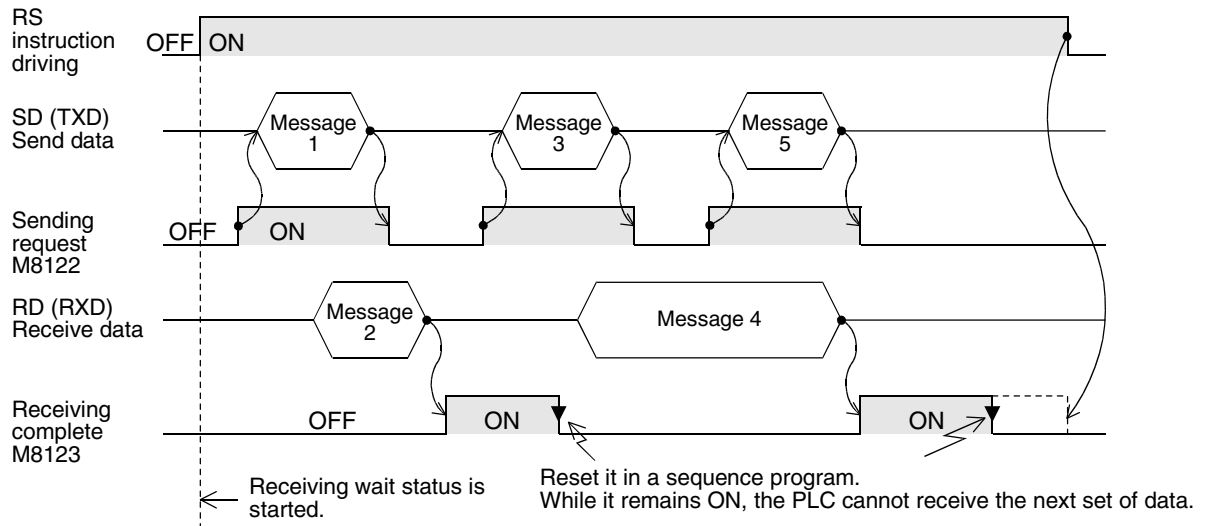 RS
instruction
driving
OFF
ON
SD (TXD)
Send data
Message
1
Message
3
Message
5
Sending
request
M8122
OFF
ON
RD (RXD)
Receive data
Message
2
Message 4
Receiving
complete
M8123
OFF
ON
ON
Receiving wait status is
started.
Reset it in a sequence program.
While it remains ON, the PLC cannot receive the next set of data.